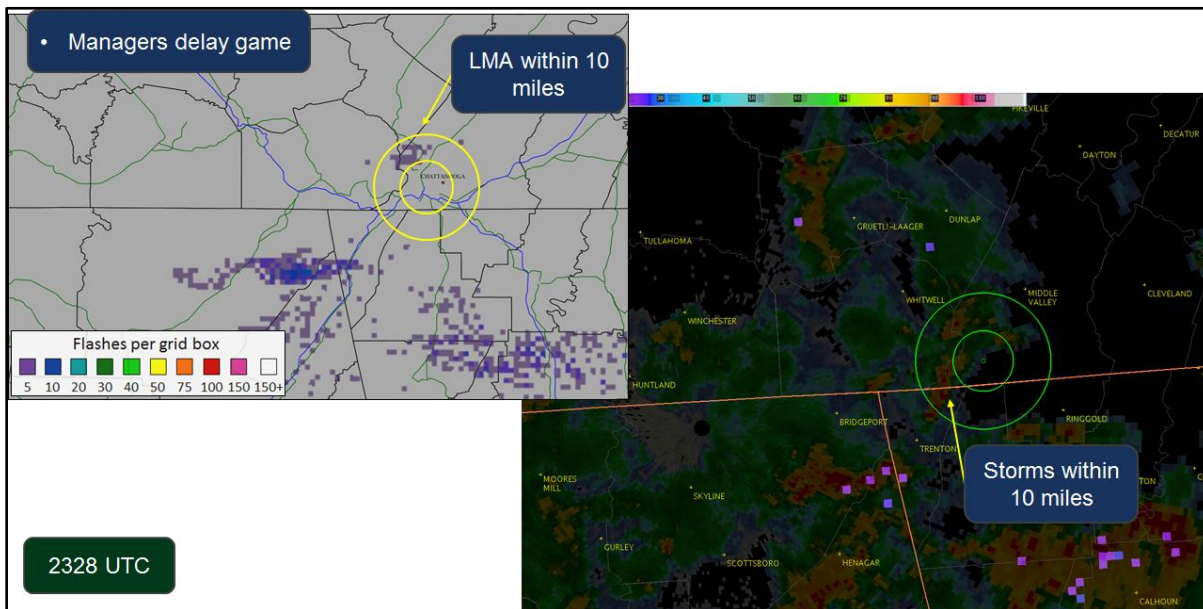 • Managers delay game
LMA within 10
miles
CHATTANOOGA
Flashes per grid box
5 10 20 30 40 50 75 100 150 150+
2328 UTC
PIKEVILLE
DECATUR
DAYTON
DUNLAP
GRUETLI-LAAGER
TULLAHOMA
WHITWELL
MIDDLE
VALLEY
CLEVELAND
WINCHESTER
HUNTLAND
BRIDGEPORT
RINGGOLD
TRENTON
Storms within
10 miles
MOORES
MILL
SKYLINE
GURLEY
SCOTTSBORO
HENAGAR
CALHOUN